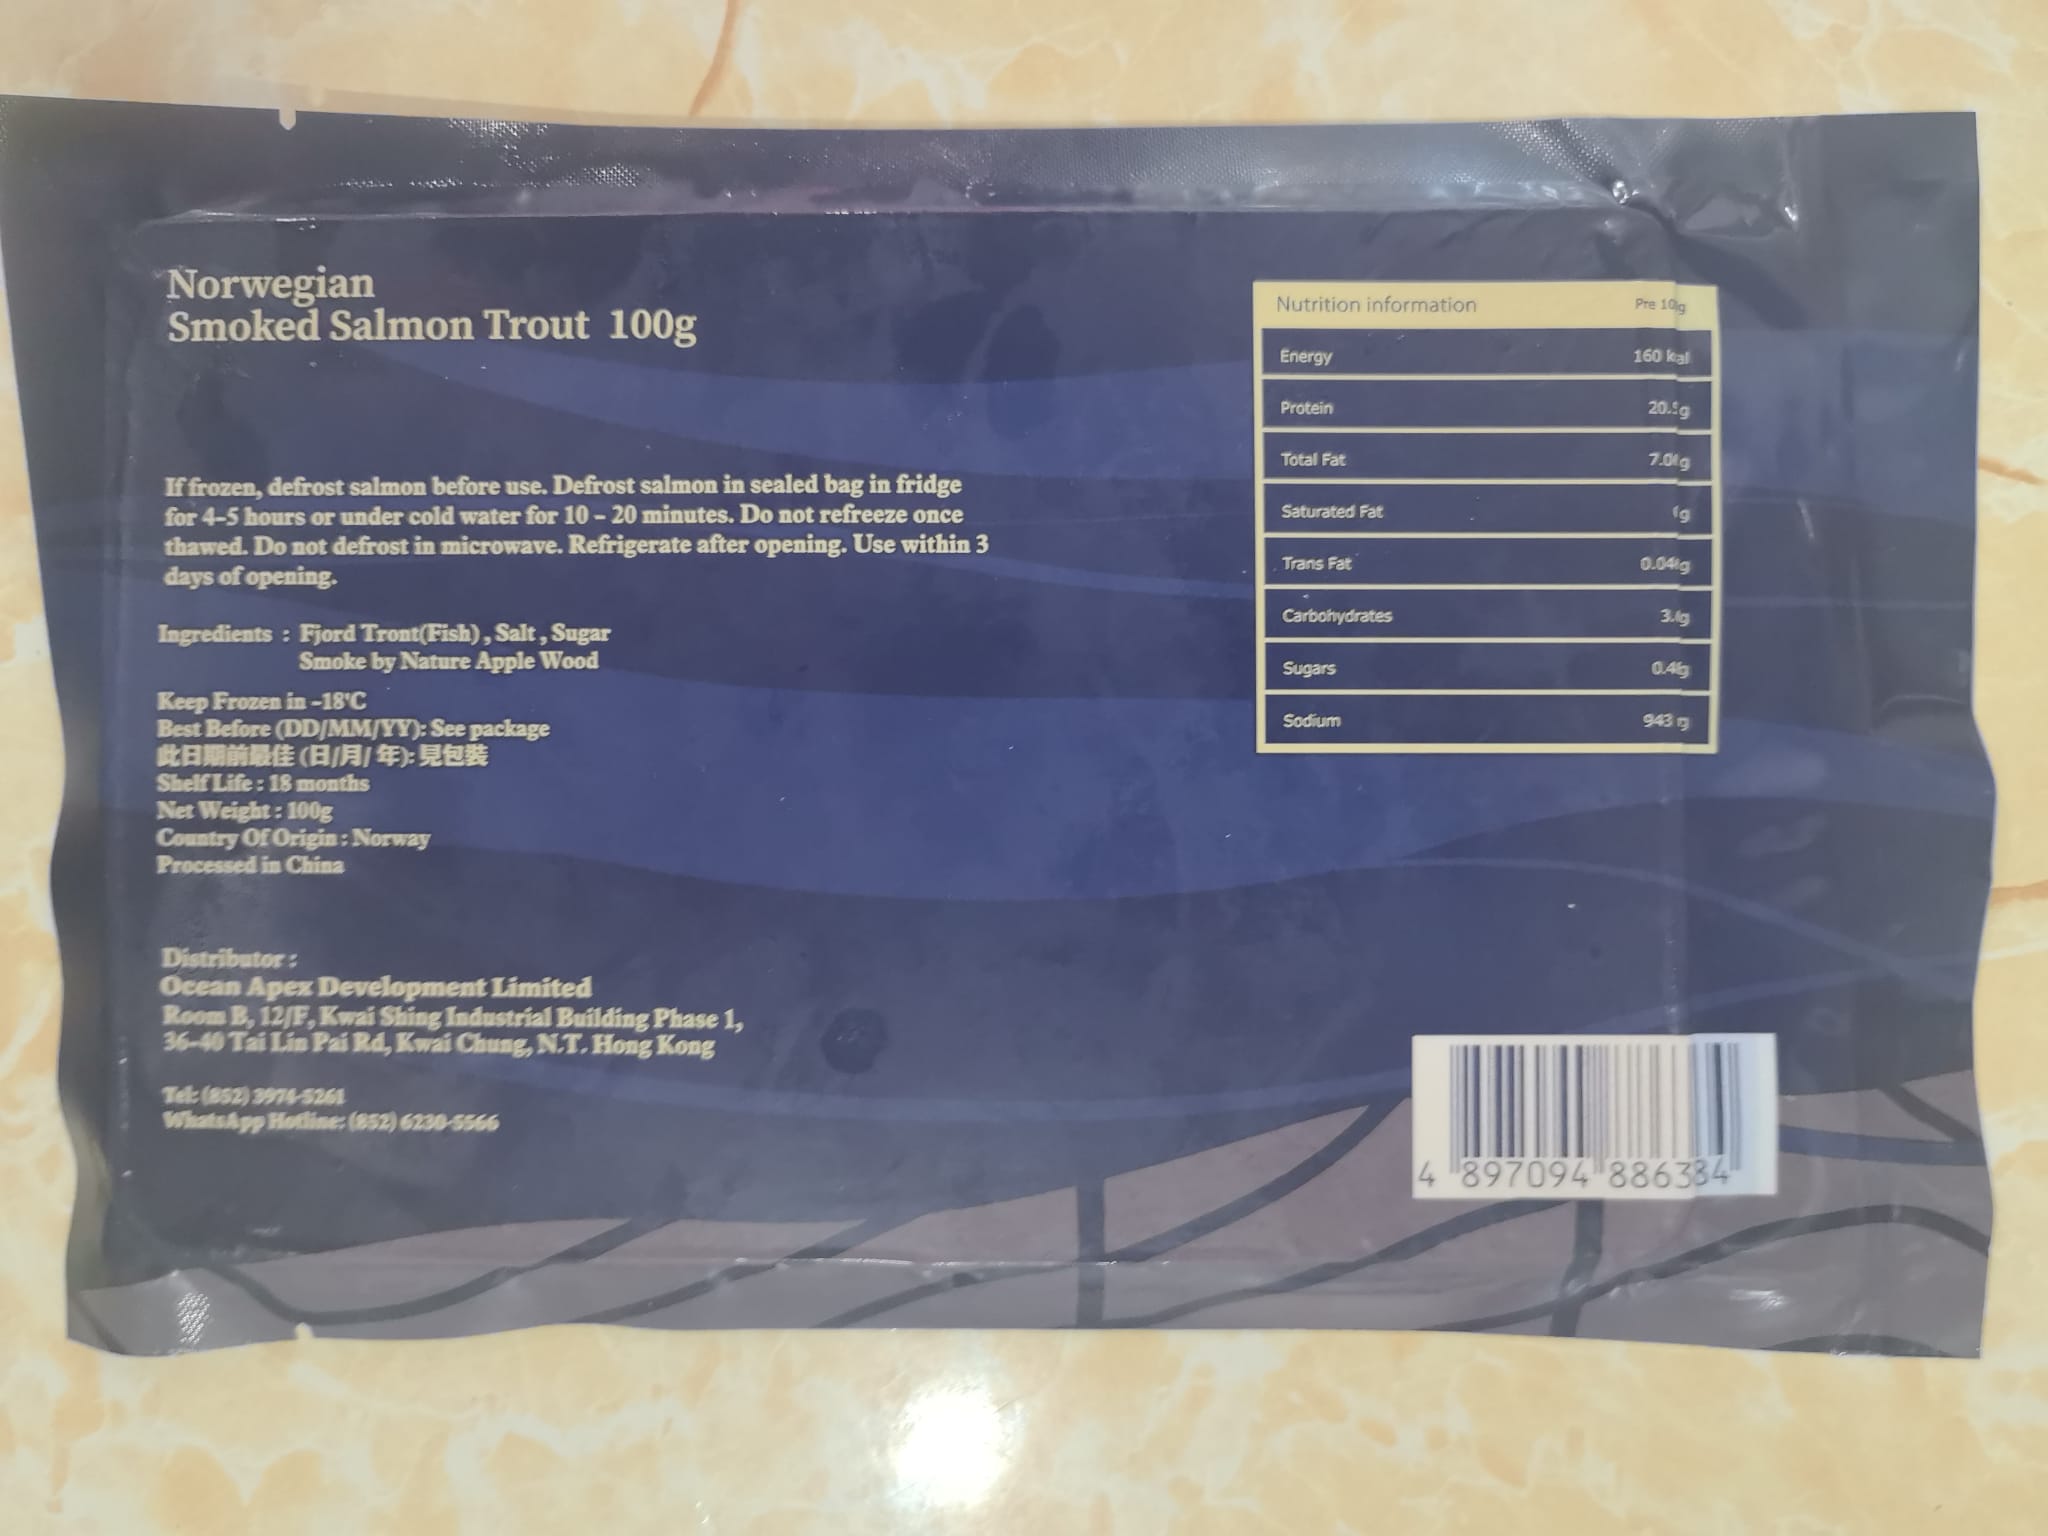 Norwegian
Smoked Salmon Trout 100g
If frozen, defrost salmon before use. Defrost salmon in sealed bag in fridge
for 4-5 hours or under cold water for 10 - 20 minutes. Do not refreeze once
thawed. Do not defrost in microwave. Refrigerate after opening. Use within 3
days of opening.
Ingredients : Fjord Tront(Fish) , Salt , Sugar
Smoke by Nature Apple Wood
Keep Frozen in -18'C
Best Before (DD/MM/YY): See package
此日期前最佳 (日/月/ 年): 見包裝
Shelf Life : 18 months
Net Weight : 100g
Country Of Origin : Norway
Processed in China
Distributor :
Ocean Apex Development Limited
Room B, 12/F, Kwai Shing Industrial Building Phase 1,
36-40 Tai Lin Pai Rd, Kwai Chung, N.T. Hong Kong
Tel: (852) 3974-5261
WhatsApp Hotline: (852) 6230-5566
Nutrition information Pre
Energy 160
Protein
Total Fat
Saturated Fat
Trans Fat
Carbohydrates
Sugars
Sodium 943
4 897094 886384